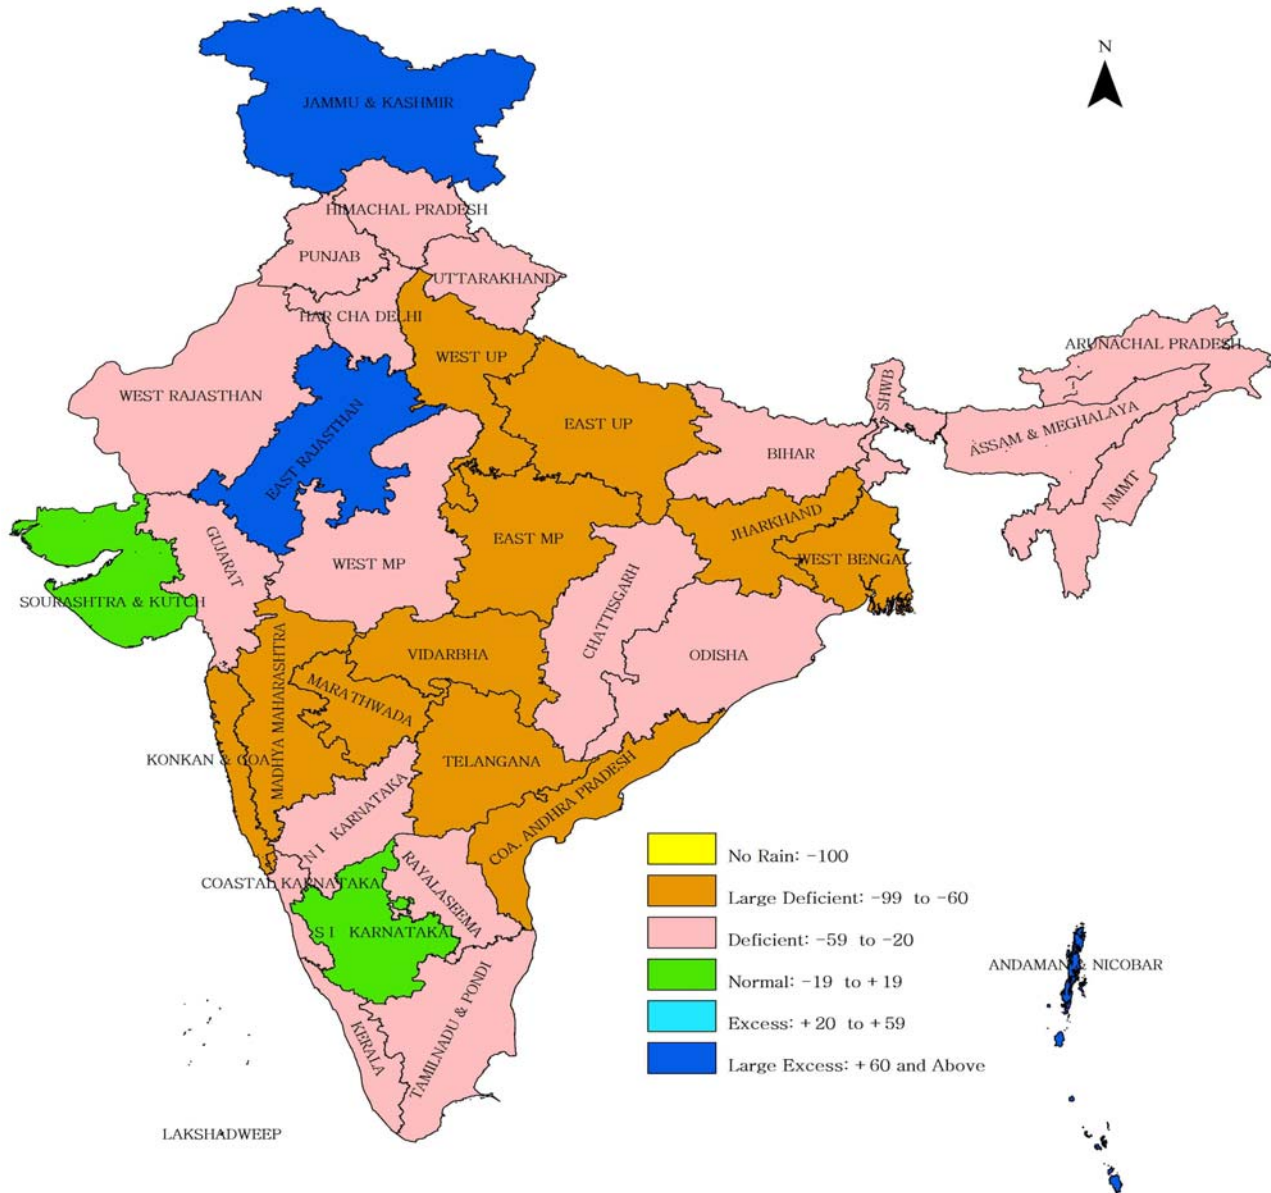 N
JAMMU & KASHMIR
HIMACHAL PRADESH
PUNJAB
UTTARAKHAND
HAR CHA DELHI
WEST UP
ARUNACHAL PRADESH
WEST RAJASTHAN
SHWB
EAST RAJASTHAN
EAST UP
ASSAM & MEGHALAYA
BIHAR
NMMT
JHARKHAND
GUJARAT
EAST MP
WEST MP
WEST BENGAL
SOURASHTRA & KUTCH
CHATTISGARH
VIDARBHA
ODISHA
MADHYA MAHARASHTRA
MARATHWADA
KONKAN & GOA
TELANGANA
COA. ANDHRA PRADESH
N I KARNATAKA
COASTAL KARNATAKA
RAYALASEEMA
S I KARNATAKA
KERALA
TAMILNADU & PONDI
LAKSHADWEEP
ANDAMAN & NICOBAR
No Rain: -100
Large Deficient: -99 to -60
Deficient: -59 to -20
Normal: -19 to +19
Excess: +20 to +59
Large Excess: +60 and Above